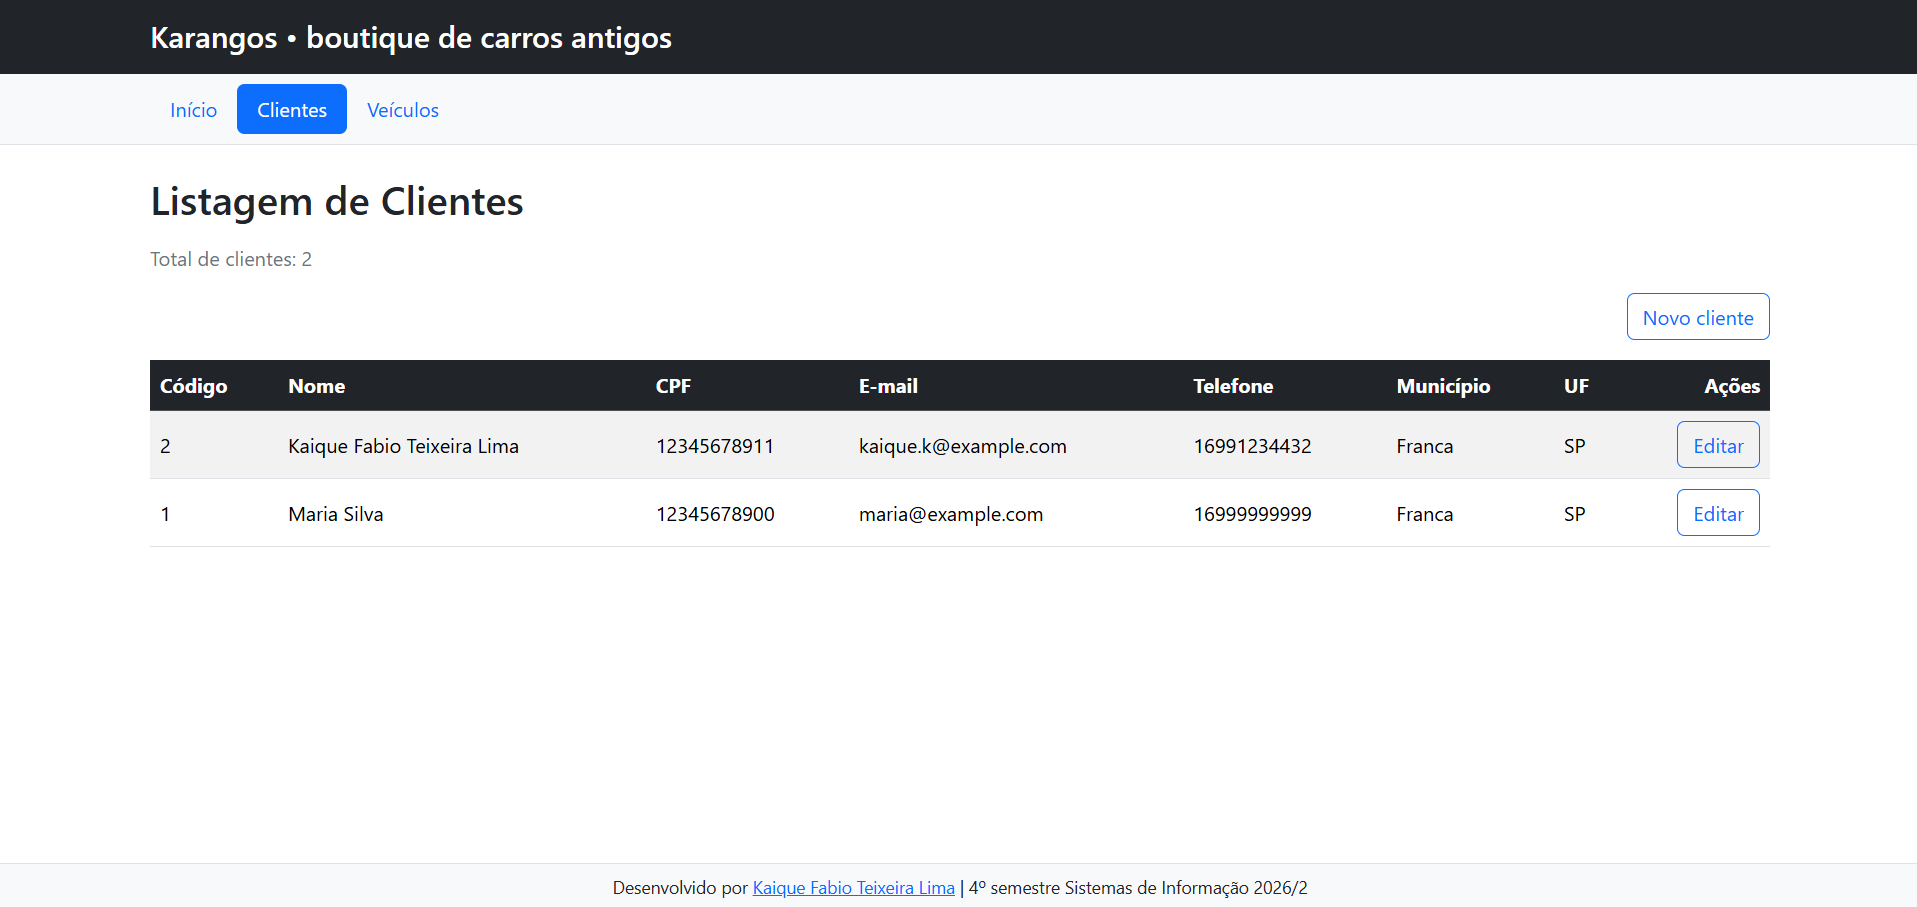 Karangos • boutique de carros antigos
Início Clientes Veículos
Listagem de Clientes
Total de clientes: 2
Novo cliente
Código Nome CPF E-mail Telefone Município UF Ações
2 Kaique Fabio Teixeira Lima 12345678911 kaique.k@example.com 16991234432 Franca SP Editar
1 Maria Silva 12345678900 maria@example.com 16999999999 Franca SP Editar
Desenvolvido por Kaique Fabio Teixeira Lima | 4º semestre Sistemas de Informação 2026/2